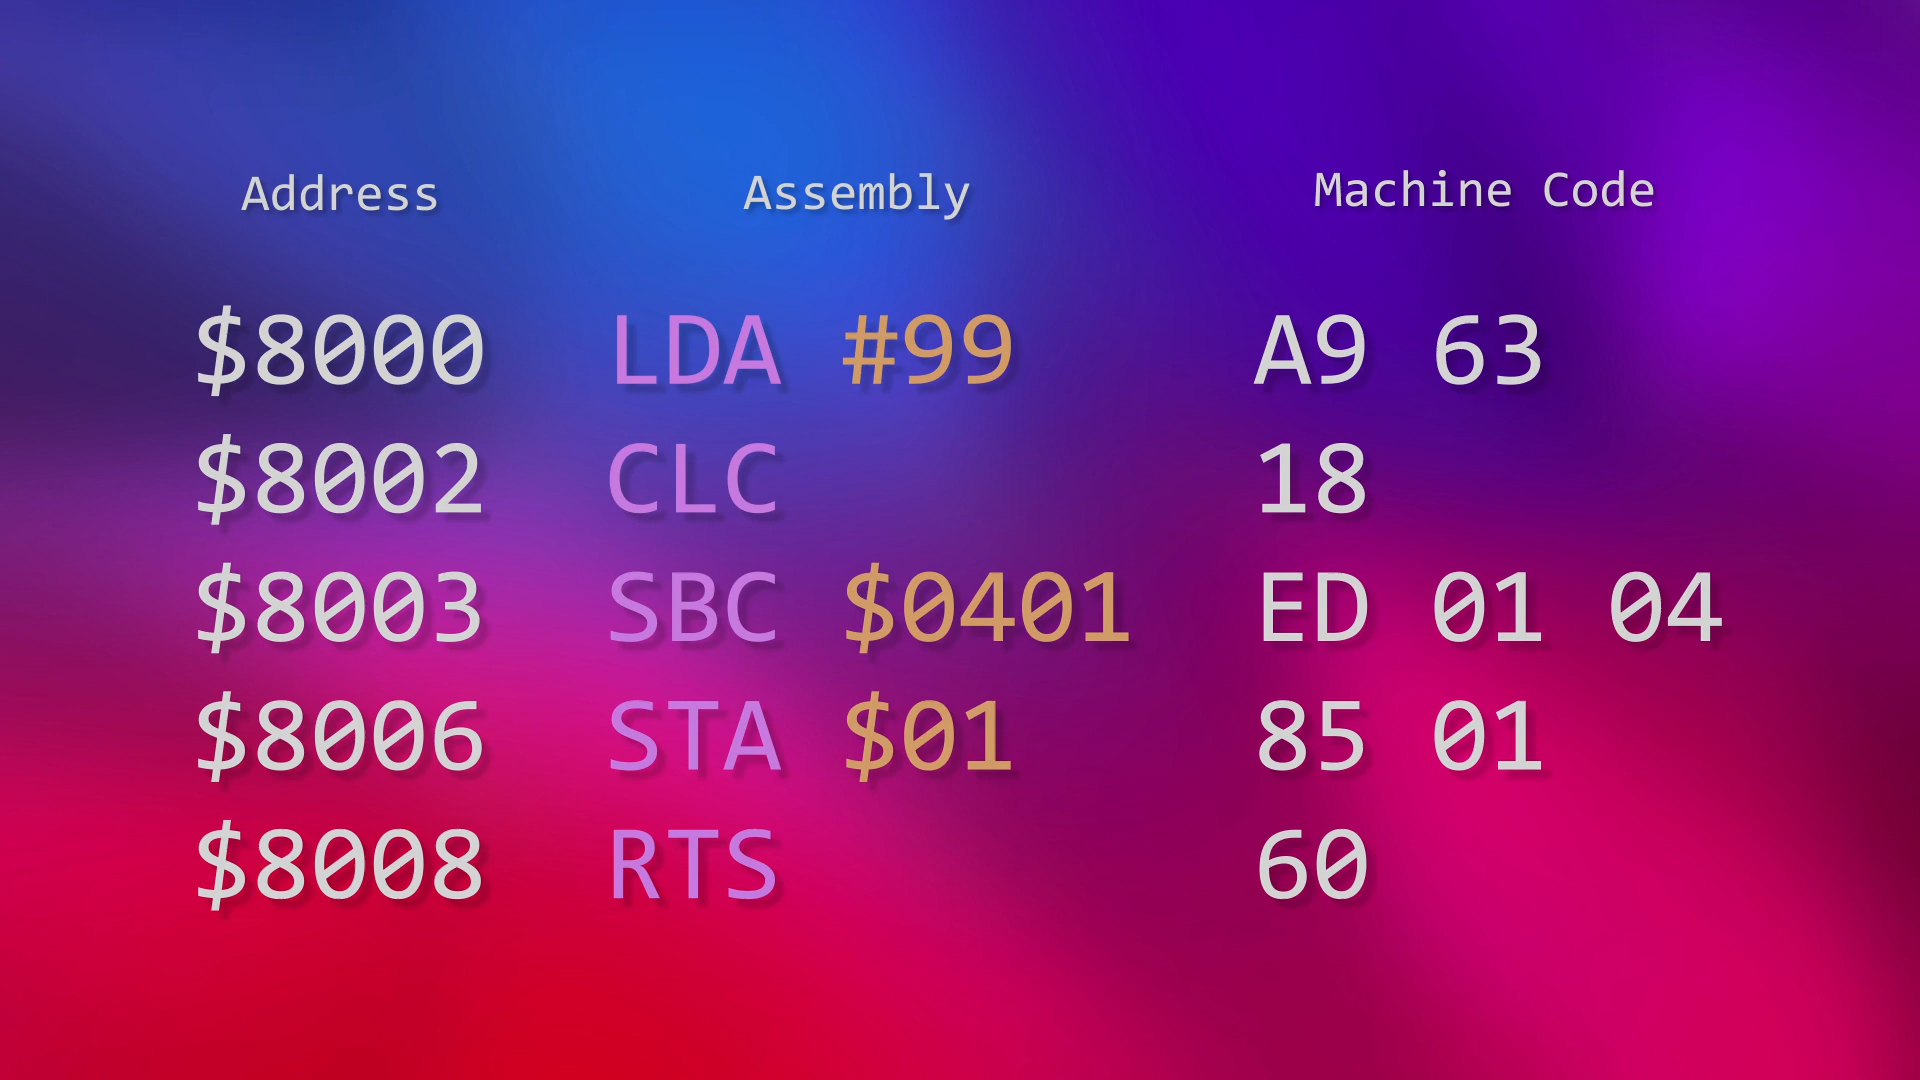 Address Assembly Machine Code
$8000 LDA #99 A9 63
$8002 CLC 18
$8003 SBC $0401 ED 01 04
$8006 STA $01 85 01
$8008 RTS 60